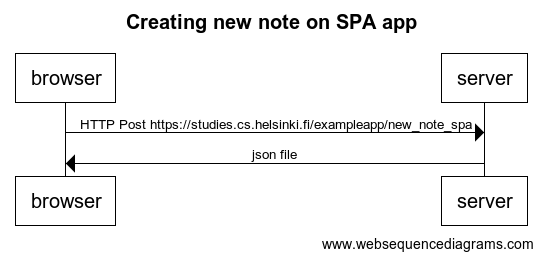 Creating new note on SPA app
browser server
HTTP Post https://studies.cs.helsinki.fi/exampleapp/new_note_spa
json file
browser server
www.websequencediagrams.com